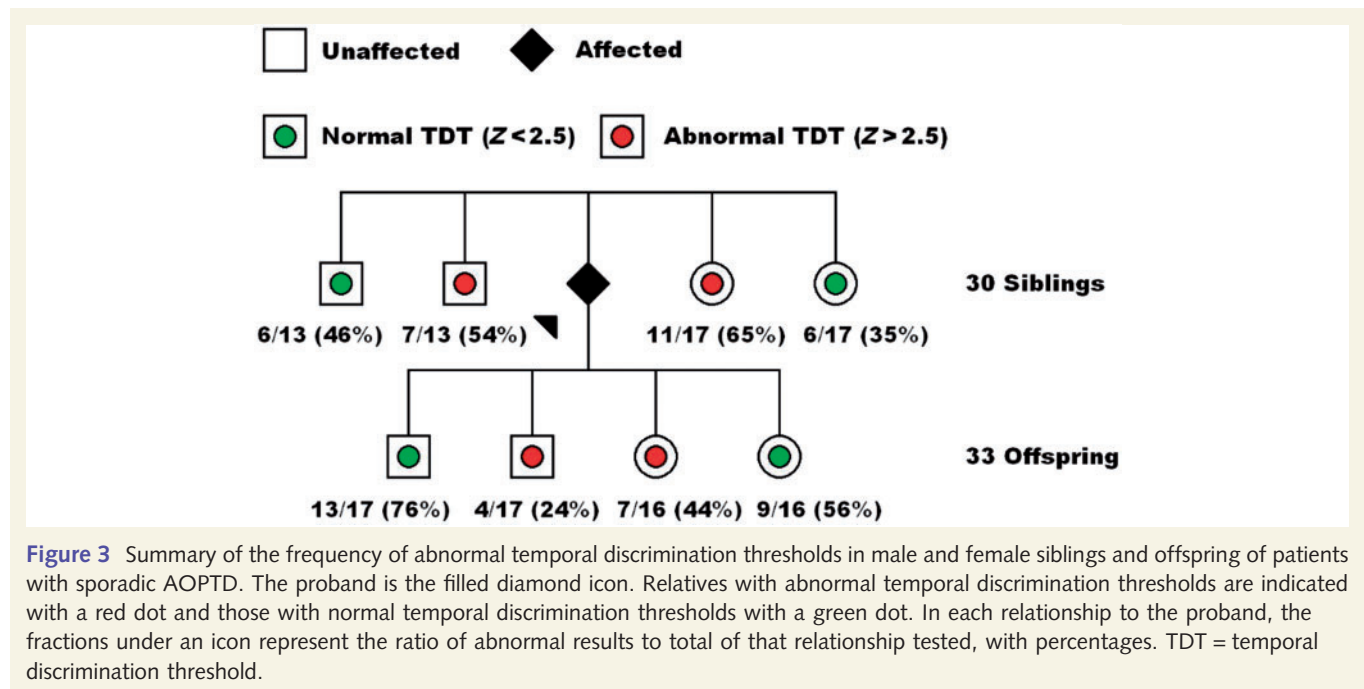 Unaffected Affected
Normal TDT (Z<2.5) Abnormal TDT (Z>2.5)
30 Siblings
6/13 (46%) 7/13 (54%) 11/17 (65%) 6/17 (35%)
33 Offspring
13/17 (76%) 4/17 (24%) 7/16 (44%) 9/16 (56%)
Figure 3 Summary of the frequency of abnormal temporal discrimination thresholds in male and female siblings and offspring of patients
with sporadic AOPTD. The proband is the filled diamond icon. Relatives with abnormal temporal discrimination thresholds are indicated
with a red dot and those with normal temporal discrimination thresholds with a green dot. In each relationship to the proband, the
fractions under an icon represent the ratio of abnormal results to total of that relationship tested, with percentages. TDT = temporal
discrimination threshold.